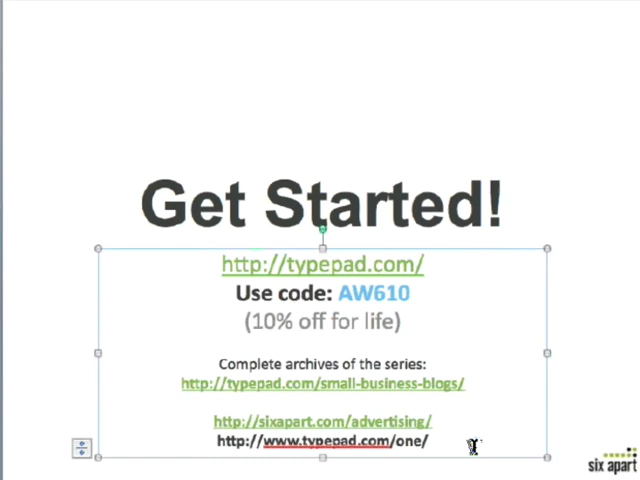 Get Started!
http://typepad.com/
Use code: AW610
(10% off for life)
Complete archives of the series:
http://typepad.com/small-business-blogs/
http://sixapart.com/advertising/
http://www.typepad.com/one/
six apart